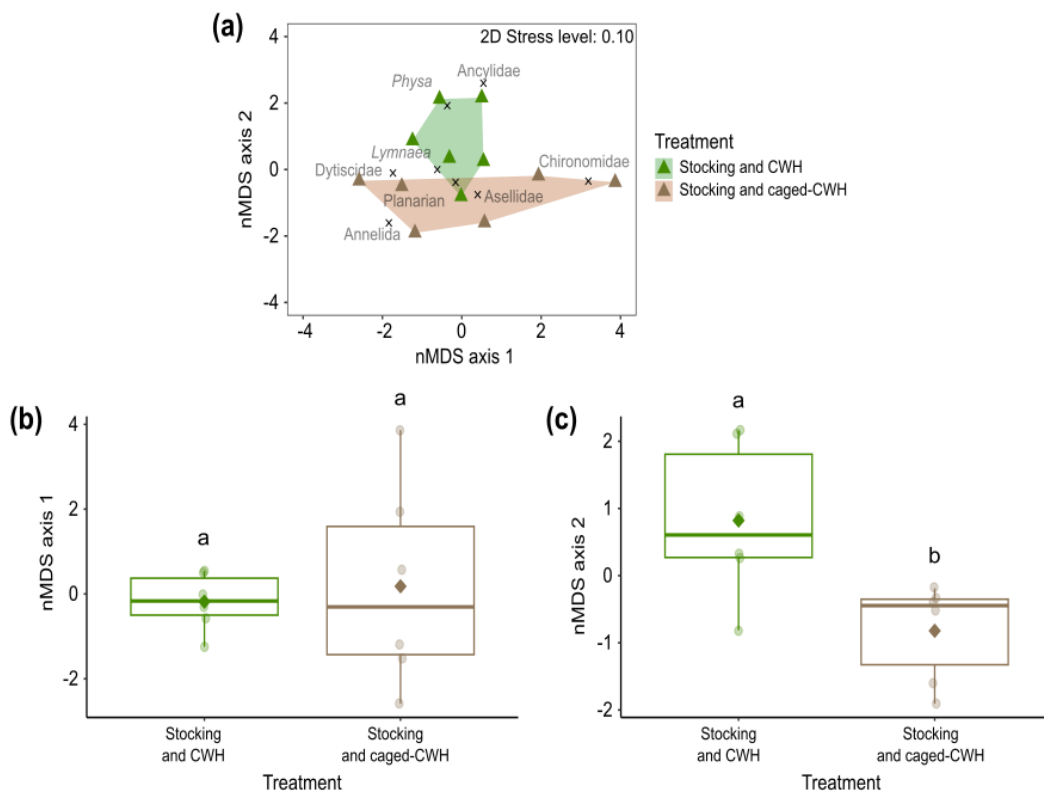 (a)
2D Stress level: 0.10
nMDS axis 2
4
2
0
-2
-4
Physa
Ancylidae
Lymnaea
Dytiscidae
Chironomidae
Planarian
Asellidae
Annelida
-4
-2
0
2
4
nMDS axis 1
Treatment
Stocking and CWH
Stocking and caged-CWH
(b)
nMDS axis 1
4
2
0
-2
a
a
Stocking
and CWH
Stocking
and caged-CWH
Treatment
(c)
nMDS axis 2
2
1
0
-1
-2
a
b
Stocking
and CWH
Stocking
and caged-CWH
Treatment